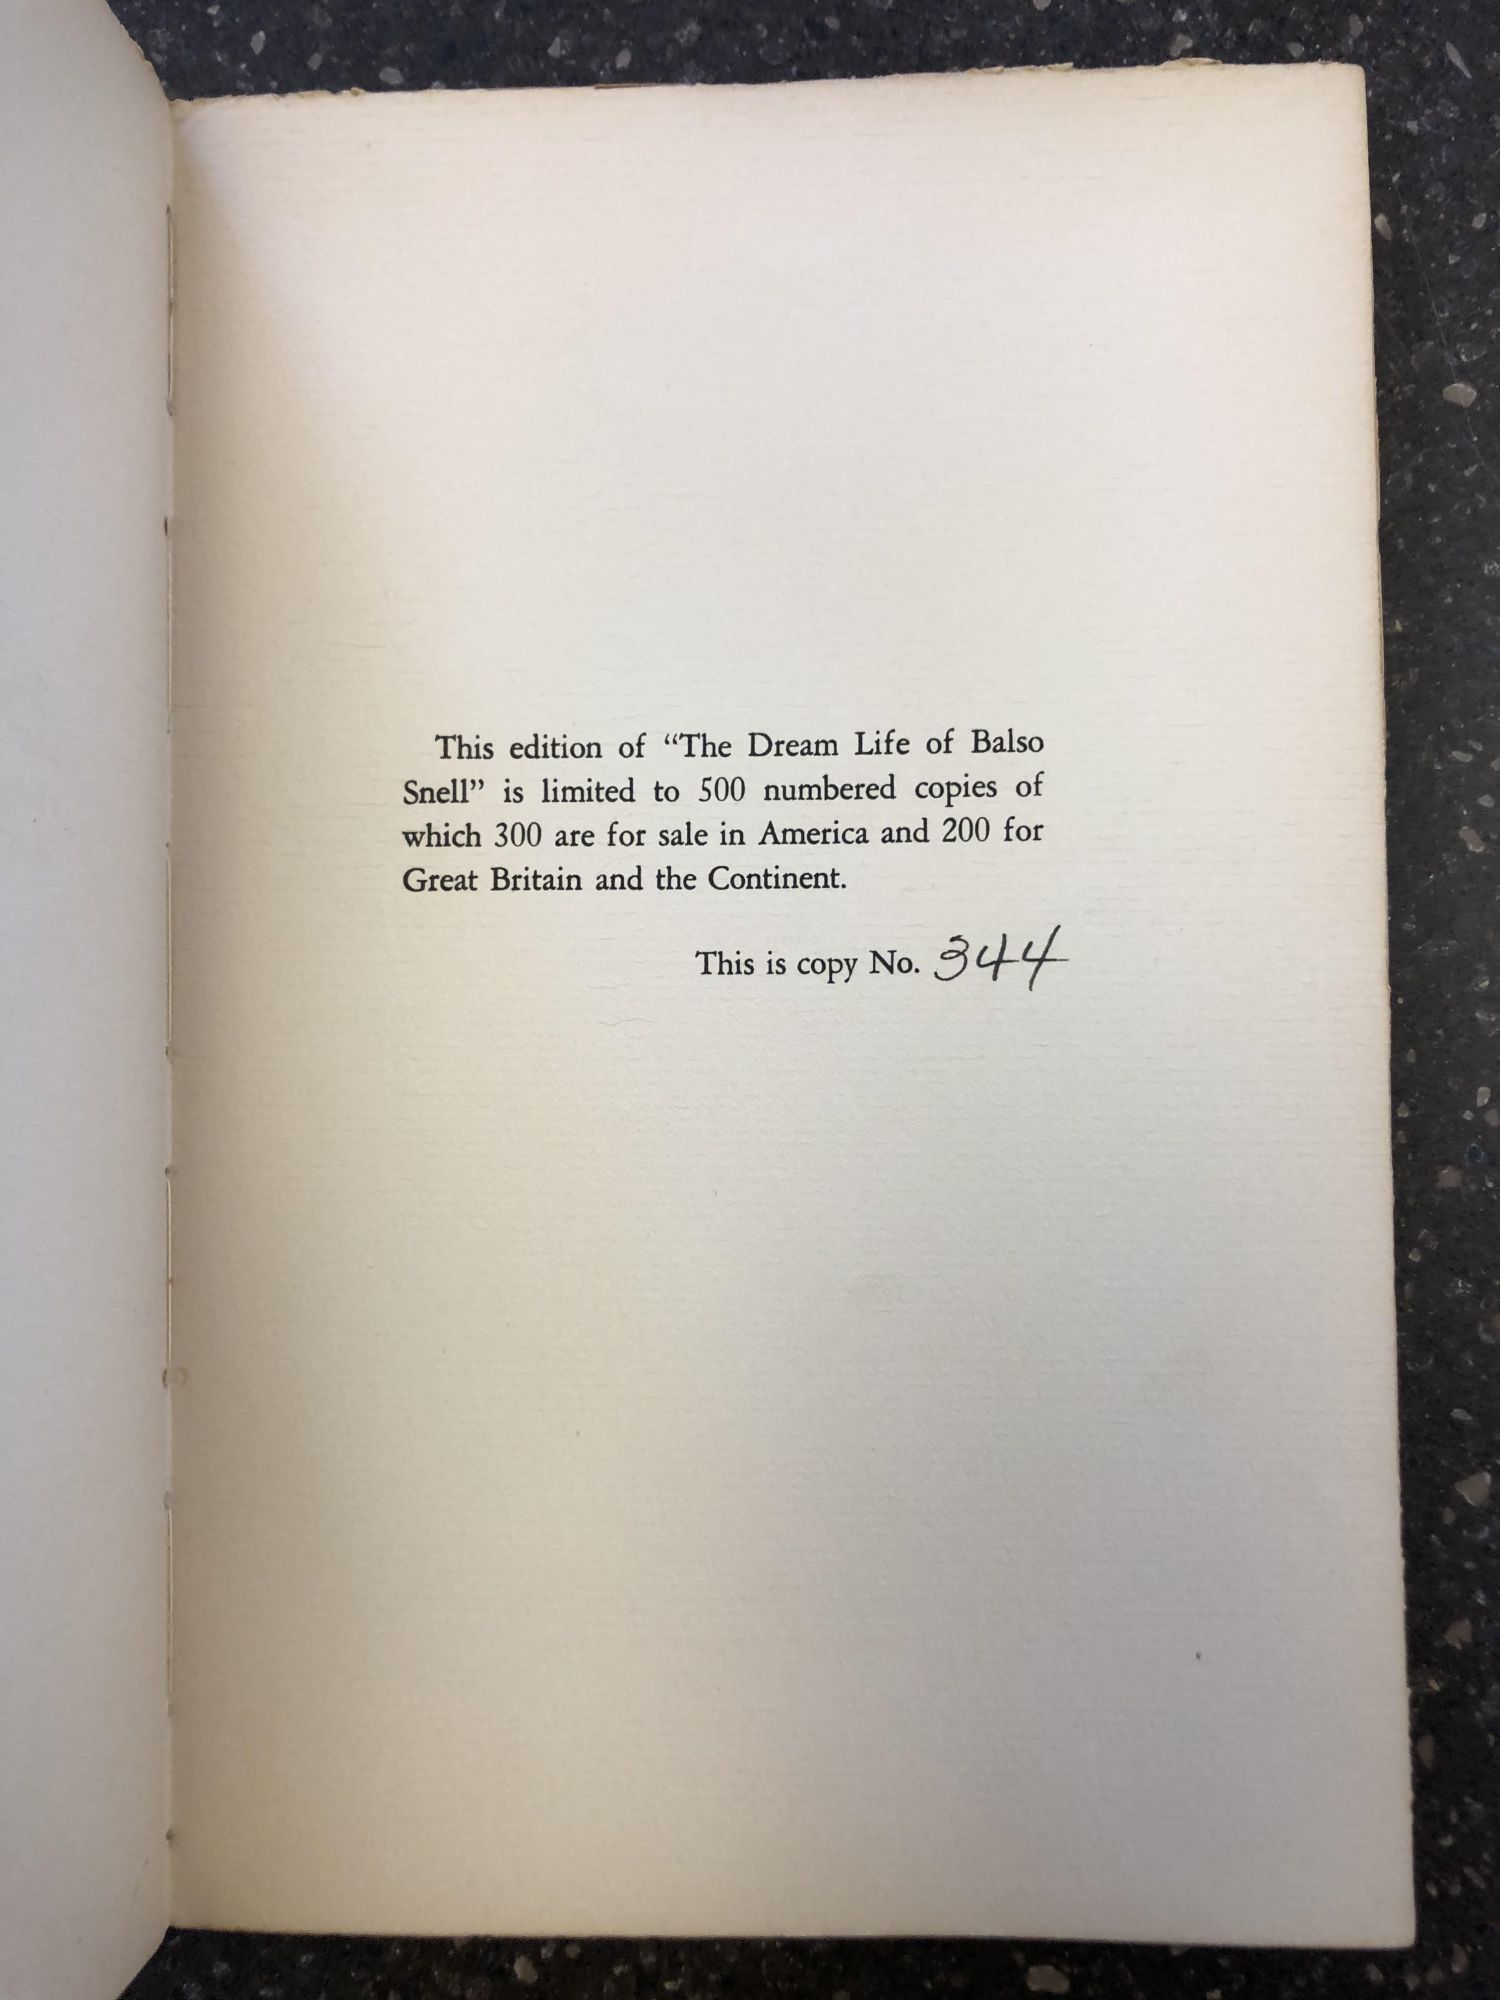 This edition of “The Dream Life of Balso
Snell” is limited to 500 numbered copies of
which 300 are for sale in America and 200 for
Great Britain and the Continent.
This is copy No. 344